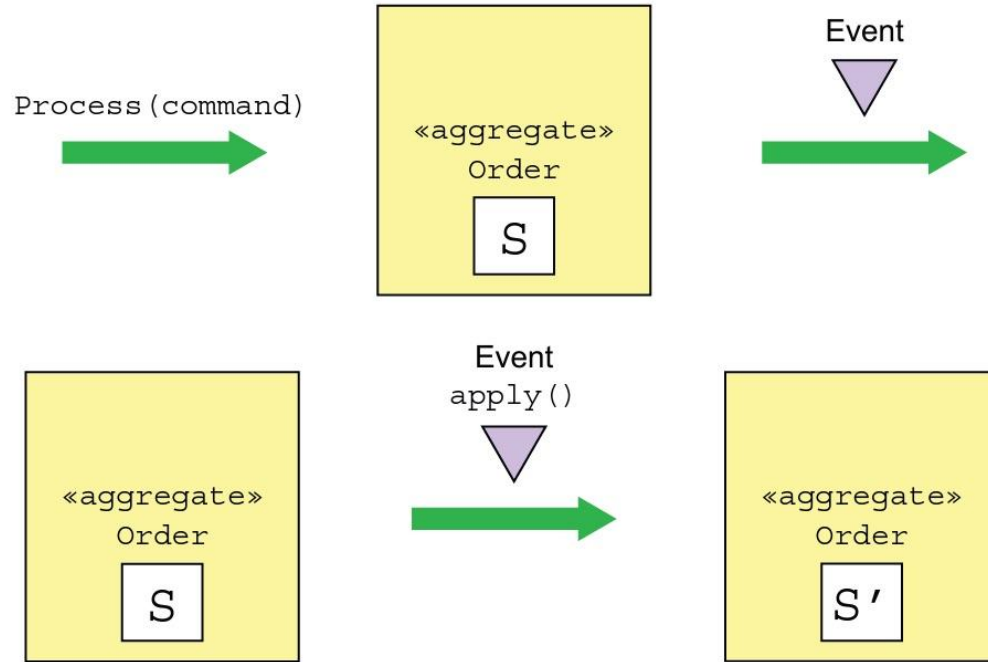 Event
Process(command)
«aggregate»
Order
S
Event
apply()
«aggregate»
Order
S
«aggregate»
Order
S'